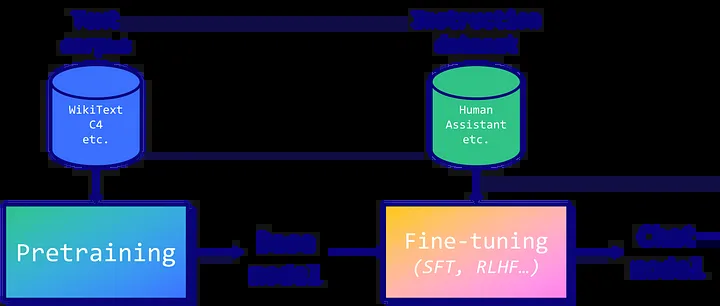 Text
corpus
Instruction
dataset
WikiText
C4
etc.
Human
Assistant
etc.
Pretraining
Base
model
Fine-tuning
(SFT, RLHF…)
Chat
model